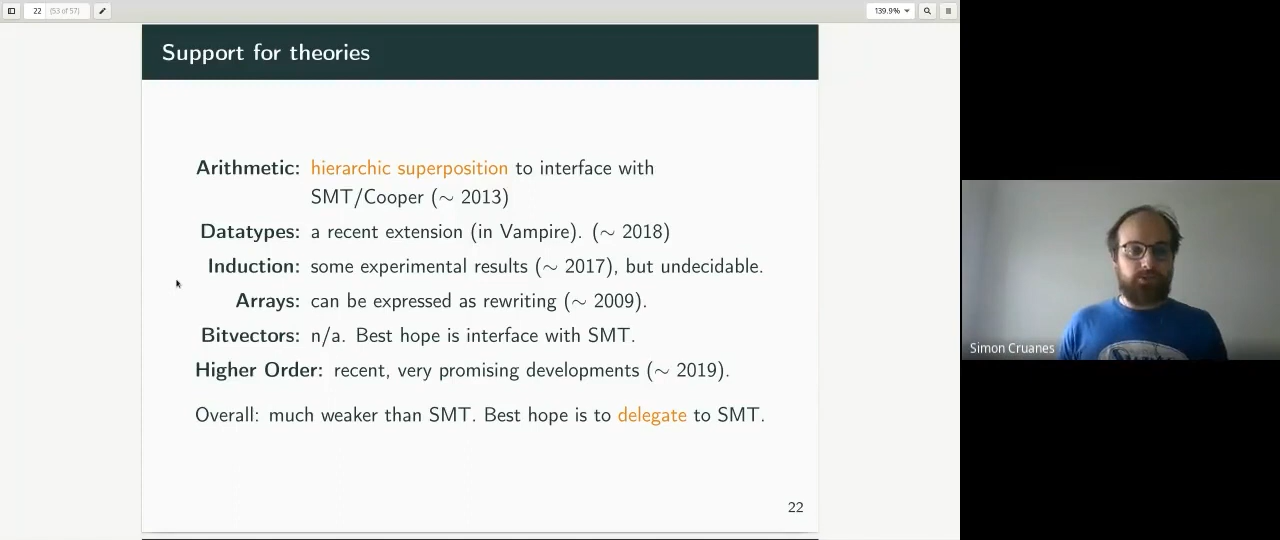 22 (53 of 57) 139.9%
Support for theories
Arithmetic: hierarchic superposition to interface with
SMT/Cooper (∼ 2013)
Datatypes: a recent extension (in Vampire). (∼ 2018)
Induction: some experimental results (∼ 2017), but undecidable.
Arrays: can be expressed as rewriting (∼ 2009).
Bitvectors: n/a. Best hope is interface with SMT.
Higher Order: recent, very promising developments (∼ 2019).
Overall: much weaker than SMT. Best hope is to delegate to SMT.
22
Simon Cruanes